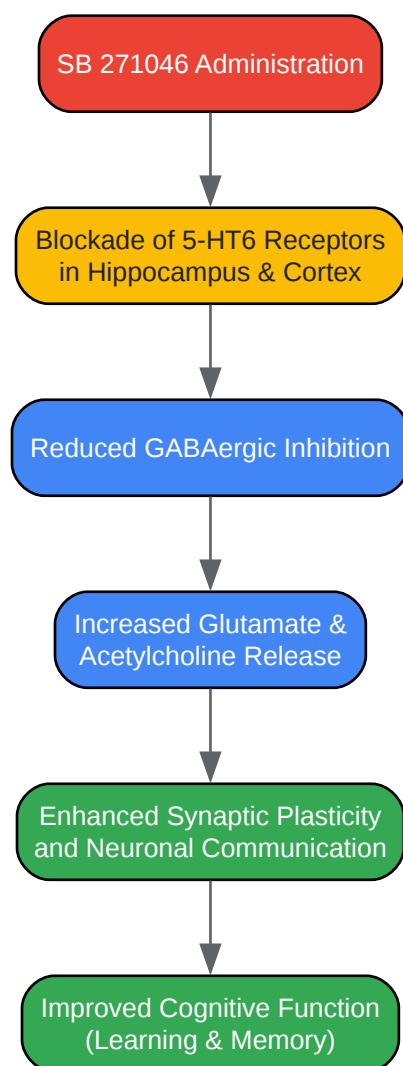 SB 271046 Administration
Blockade of 5-HT6 Receptors
in Hippocampus & Cortex
Reduced GABAergic Inhibition
Increased Glutamate &
Acetylcholine Release
Enhanced Synaptic Plasticity
and Neuronal Communication
Improved Cognitive Function
(Learning & Memory)